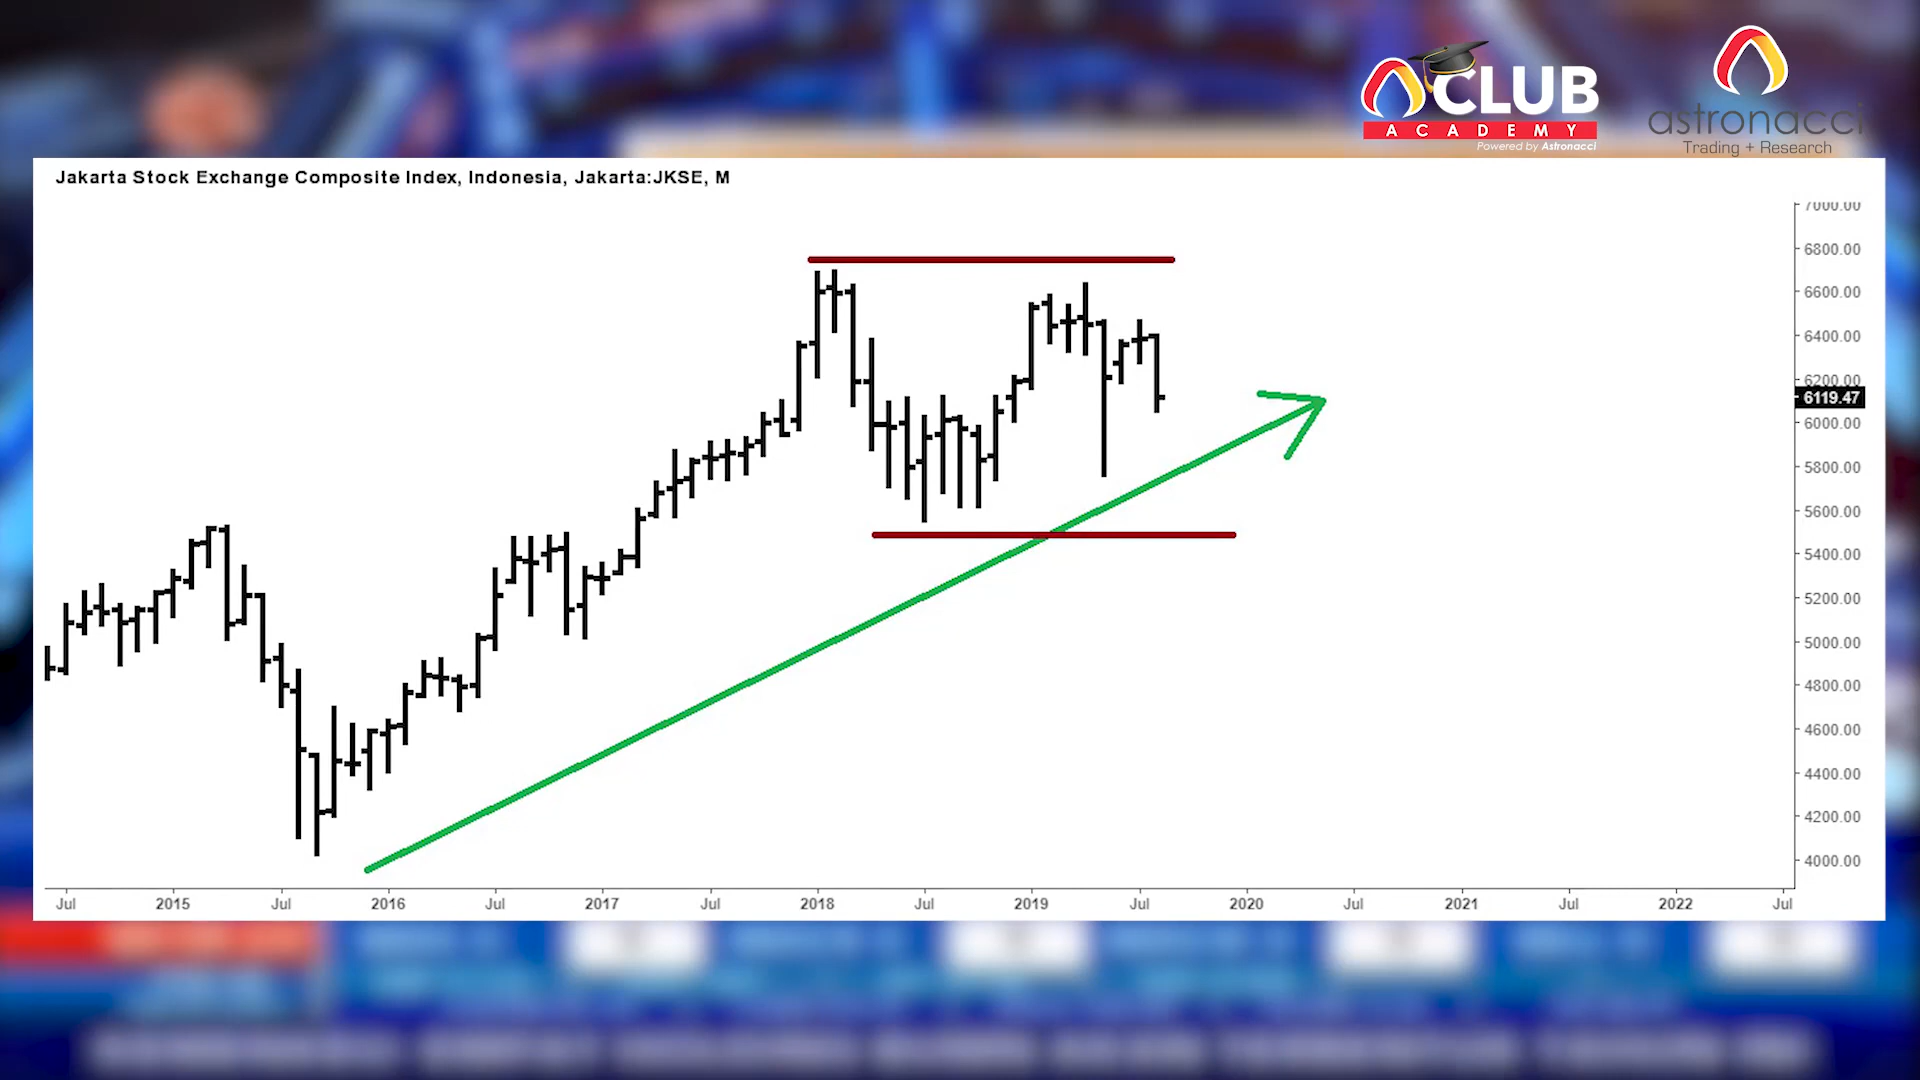 CLUB
ACADEMY
Powered by Astronacci
astronacci
Trading + Research
Jakarta Stock Exchange Composite Index, Indonesia, Jakarta:JKSE, M
7000.00
6800.00
6600.00
6400.00
6200.00
6119.47
6000.00
5800.00
5600.00
5400.00
5200.00
5000.00
4800.00
4600.00
4400.00
4200.00
4000.00
Jul 2015 Jul 2016 Jul 2017 Jul 2018 Jul 2019 Jul 2020 Jul 2021 Jul 2022 Jul